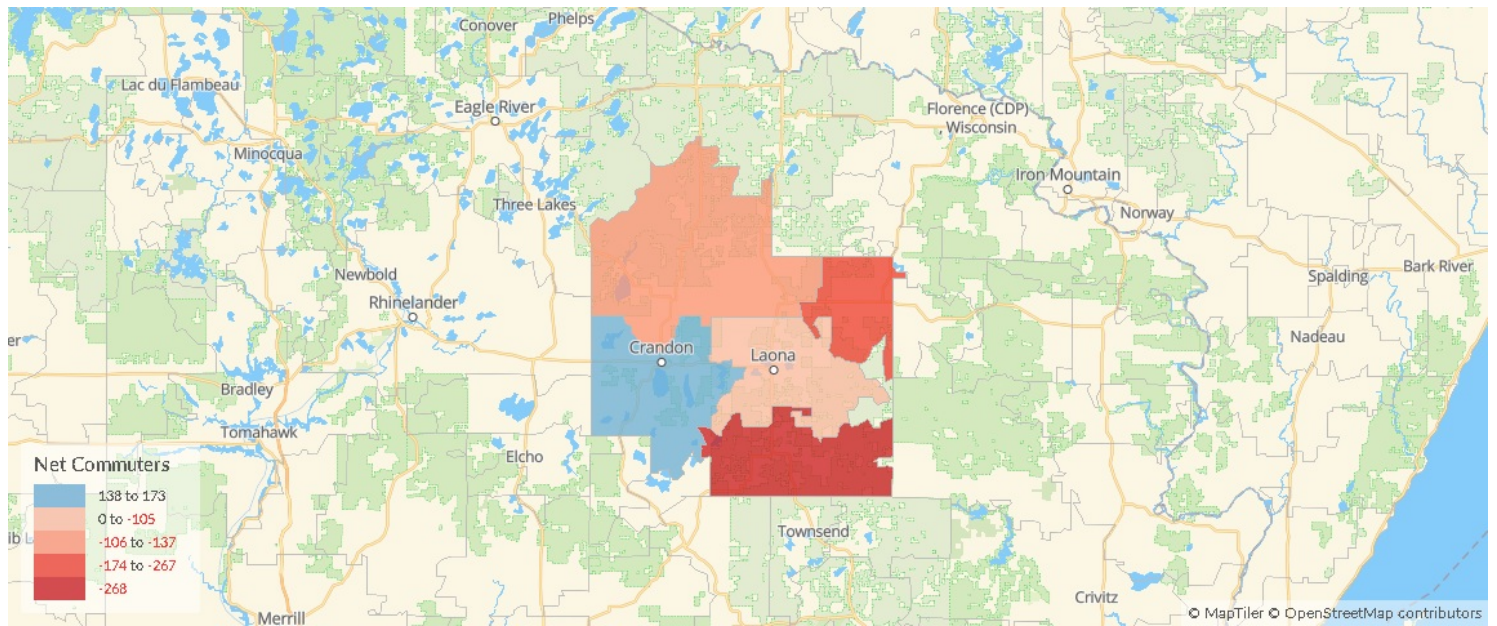 Phelps
Conover
Lac du Flambeau
Eagle River
Florence (CDP)
Wisconsin
Minocqua
Iron Mountain
Three Lakes
Norway
Newbold
Bark River
Spalding
Rhinelander
Nadeau
Crandon
Laona
Bradley
Tomahawk
Elcho
Townsend
Crivitz
Merrill
Net Commuters
138 to 173
0 to -105
-106 to -137
-174 to -267
-268
© MapTiler © OpenStreetMap contributors